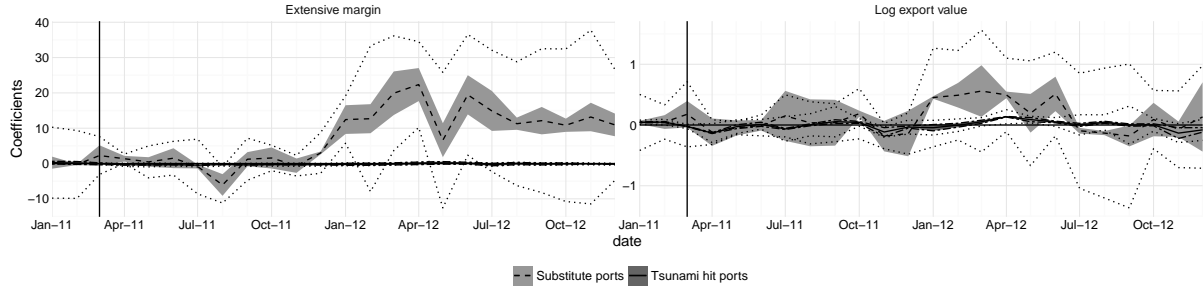 Extensive margin
Log export value
Coefficients
40
30
20
10
0
−10
1
0
−1
Jan−11 Apr−11 Jul−11 Oct−11 Jan−12 Apr−12 Jul−12 Oct−12
Jan−11 Apr−11 Jul−11 Oct−11 Jan−12 Apr−12 Jul−12 Oct−12
date
Substitute ports Tsunami hit ports